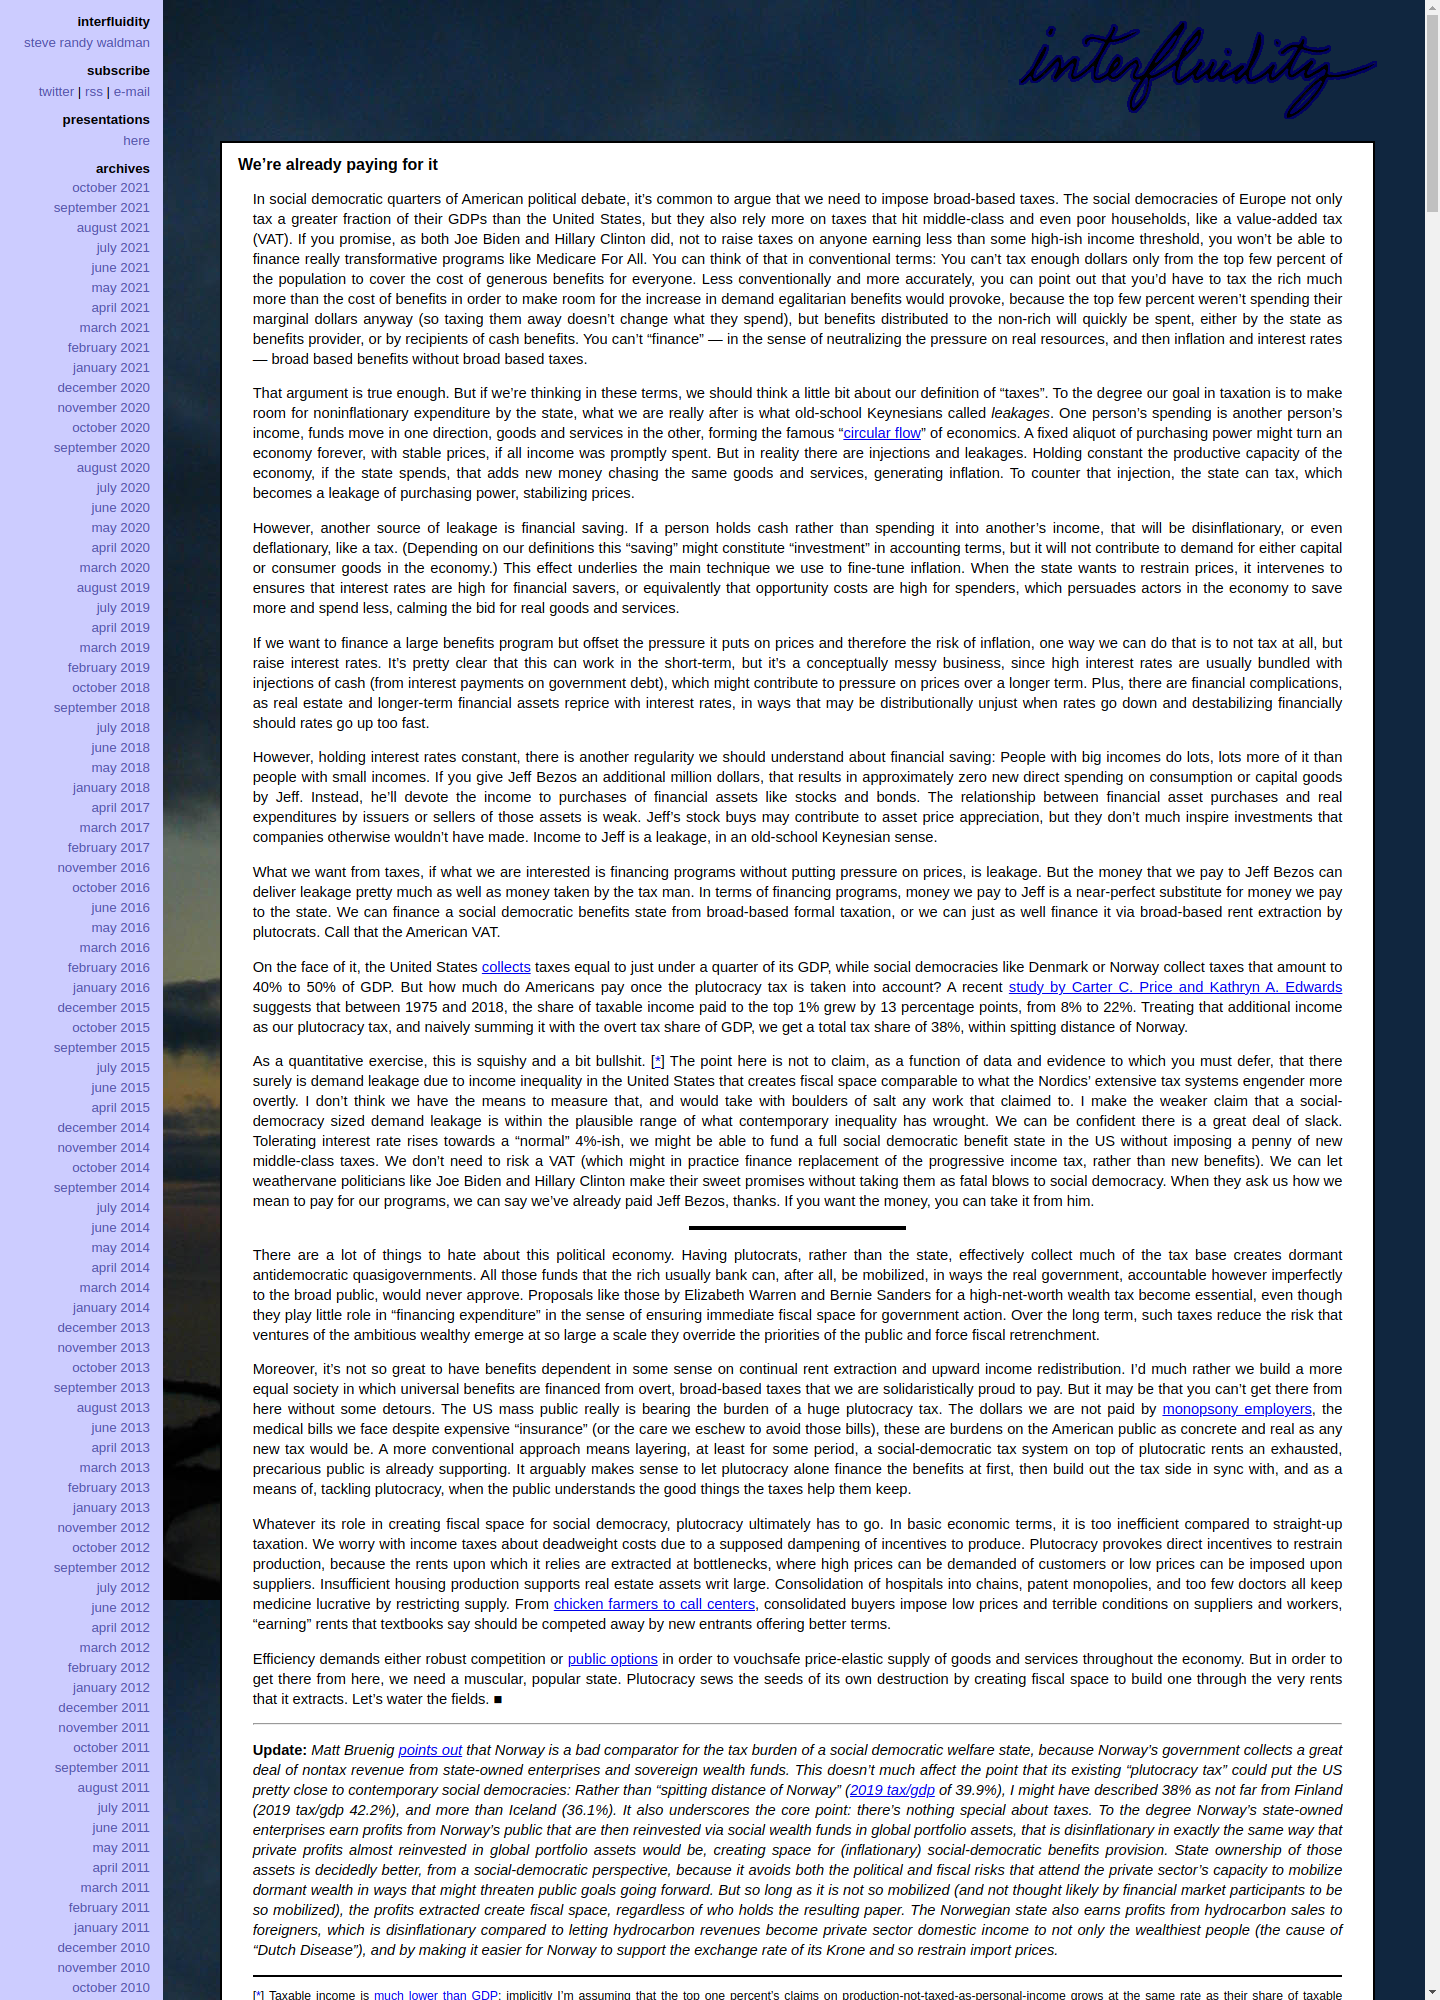 interfluidity
steve randy waldman
subscribe
twitter | rss | e-mail
presentations
here
archives
october 2021
september 2021
august 2021
july 2021
june 2021
may 2021
april 2021
march 2021
february 2021
january 2021
december 2020
november 2020
october 2020
september 2020
august 2020
july 2020
june 2020
may 2020
april 2020
march 2020
august 2019
july 2019
april 2019
march 2019
february 2019
october 2018
september 2018
july 2018
june 2018
may 2018
january 2018
april 2017
march 2017
february 2017
november 2016
october 2016
june 2016
may 2016
march 2016
february 2016
january 2016
december 2015
october 2015
september 2015
july 2015
june 2015
april 2015
december 2014
november 2014
october 2014
september 2014
july 2014
june 2014
may 2014
april 2014
march 2014
january 2014
december 2013
november 2013
october 2013
september 2013
august 2013
june 2013
april 2013
march 2013
february 2013
january 2013
november 2012
october 2012
september 2012
july 2012
june 2012
april 2012
march 2012
february 2012
january 2012
december 2011
november 2011
october 2011
september 2011
august 2011
july 2011
june 2011
may 2011
april 2011
march 2011
february 2011
january 2011
december 2010
november 2010
october 2010
interfluidity
We’re already paying for it
In social democratic quarters of American political debate, it’s common to argue that we need to impose broad-based taxes. The social democracies of Europe not only
tax a greater fraction of their GDPs than the United States, but they also rely more on taxes that hit middle-class and even poor households, like a value-added tax
(VAT). If you promise, as both Joe Biden and Hillary Clinton did, not to raise taxes on anyone earning less than some high-ish income threshold, you won’t be able to
finance really transformative programs like Medicare For All. You can think of that in conventional terms: You can’t tax enough dollars only from the top few percent of
the population to cover the cost of generous benefits for everyone. Less conventionally and more accurately, you can point out that you’d have to tax the rich much
more than the cost of benefits in order to make room for the increase in demand egalitarian benefits would provoke, because the top few percent weren’t spending their
marginal dollars anyway (so taxing them away doesn’t change what they spend), but benefits distributed to the non-rich will quickly be spent, either by the state as
benefits provider, or by recipients of cash benefits. You can’t “finance” — in the sense of neutralizing the pressure on real resources, and then inflation and interest rates
— broad based benefits without broad based taxes.
That argument is true enough. But if we’re thinking in these terms, we should think a little bit about our definition of “taxes”. To the degree our goal in taxation is to make
room for noninflationary expenditure by the state, what we are really after is what old-school Keynesians called leakages. One person’s spending is another person’s
income, funds move in one direction, goods and services in the other, forming the famous “circular flow” of economics. A fixed aliquot of purchasing power might turn an
economy forever, with stable prices, if all income was promptly spent. But in reality there are injections and leakages. Holding constant the productive capacity of the
economy, if the state spends, that adds new money chasing the same goods and services, generating inflation. To counter that injection, the state can tax, which
becomes a leakage of purchasing power, stabilizing prices.
However, another source of leakage is financial saving. If a person holds cash rather than spending it into another’s income, that will be disinflationary, or even
deflationary, like a tax. (Depending on our definitions this “saving” might constitute “investment” in accounting terms, but it will not contribute to demand for either capital
or consumer goods in the economy.) This effect underlies the main technique we use to fine-tune inflation. When the state wants to restrain prices, it intervenes to
ensures that interest rates are high for financial savers, or equivalently that opportunity costs are high for spenders, which persuades actors in the economy to save
more and spend less, calming the bid for real goods and services.
If we want to finance a large benefits program but offset the pressure it puts on prices and therefore the risk of inflation, one way we can do that is to not tax at all, but
raise interest rates. It’s pretty clear that this can work in the short-term, but it’s a conceptually messy business, since high interest rates are usually bundled with
injections of cash (from interest payments on government debt), which might contribute to pressure on prices over a longer term. Plus, there are financial complications,
as real estate and longer-term financial assets reprice with interest rates, in ways that may be distributionally unjust when rates go down and destabilizing financially
should rates go up too fast.
However, holding interest rates constant, there is another regularity we should understand about financial saving: People with big incomes do lots, lots more of it than
people with small incomes. If you give Jeff Bezos an additional million dollars, that results in approximately zero new direct spending on consumption or capital goods
by Jeff. Instead, he’ll devote the income to purchases of financial assets like stocks and bonds. The relationship between financial asset purchases and real
expenditures by issuers or sellers of those assets is weak. Jeff’s stock buys may contribute to asset price appreciation, but they don’t much inspire investments that
companies otherwise wouldn’t have made. Income to Jeff is a leakage, in an old-school Keynesian sense.
What we want from taxes, if what we are interested is financing programs without putting pressure on prices, is leakage. But the money that we pay to Jeff Bezos can
deliver leakage pretty much as well as money taken by the tax man. In terms of financing programs, money we pay to Jeff is a near-perfect substitute for money we pay
to the state. We can finance a social democratic benefits state from broad-based formal taxation, or we can just as well finance it via broad-based rent extraction by
plutocrats. Call that the American VAT.
On the face of it, the United States collects taxes equal to just under a quarter of its GDP, while social democracies like Denmark or Norway collect taxes that amount to
40% to 50% of GDP. But how much do Americans pay once the plutocracy tax is taken into account? A recent study by Carter C. Price and Kathryn A. Edwards
suggests that between 1975 and 2018, the share of taxable income paid to the top 1% grew by 13 percentage points, from 8% to 22%. Treating that additional income
as our plutocracy tax, and naively summing it with the overt tax share of GDP, we get a total tax share of 38%, within spitting distance of Norway.
As a quantitative exercise, this is squishy and a bit bullshit. [*] The point here is not to claim, as a function of data and evidence to which you must defer, that there
surely is demand leakage due to income inequality in the United States that creates fiscal space comparable to what the Nordics’ extensive tax systems engender more
overtly. I don’t think we have the means to measure that, and would take with boulders of salt any work that claimed to. I make the weaker claim that a social-
democracy sized demand leakage is within the plausible range of what contemporary inequality has wrought. We can be confident there is a great deal of slack.
Tolerating interest rate rises towards a “normal” 4%-ish, we might be able to fund a full social democratic benefit state in the US without imposing a penny of new
middle-class taxes. We don’t need to risk a VAT (which might in practice finance replacement of the progressive income tax, rather than new benefits). We can let
weathervane politicians like Joe Biden and Hillary Clinton make their sweet promises without taking them as fatal blows to social democracy. When they ask us how we
mean to pay for our programs, we can say we’ve already paid Jeff Bezos, thanks. If you want the money, you can take it from him.
There are a lot of things to hate about this political economy. Having plutocrats, rather than the state, effectively collect much of the tax base creates dormant
antidemocratic quasigovernments. All those funds that the rich usually bank can, after all, be mobilized, in ways the real government, accountable however imperfectly
to the broad public, would never approve. Proposals like those by Elizabeth Warren and Bernie Sanders for a high-net-worth wealth tax become essential, even though
they play little role in “financing expenditure” in the sense of ensuring immediate fiscal space for government action. Over the long term, such taxes reduce the risk that
ventures of the ambitious wealthy emerge at so large a scale they override the priorities of the public and force fiscal retrenchment.
Moreover, it’s not so great to have benefits dependent in some sense on continual rent extraction and upward income redistribution. I’d much rather we build a more
equal society in which universal benefits are financed from overt, broad-based taxes that we are solidaristically proud to pay. But it may be that you can’t get there from
here without some detours. The US mass public really is bearing the burden of a huge plutocracy tax. The dollars we are not paid by monopsony employers, the
medical bills we face despite expensive “insurance” (or the care we eschew to avoid those bills), these are burdens on the American public as concrete and real as any
new tax would be. A more conventional approach means layering, at least for some period, a social-democratic tax system on top of plutocratic rents an exhausted,
precarious public is already supporting. It arguably makes sense to let plutocracy alone finance the benefits at first, then build out the tax side in sync with, and as a
means of, tackling plutocracy, when the public understands the good things the taxes help them keep.
Whatever its role in creating fiscal space for social democracy, plutocracy ultimately has to go. In basic economic terms, it is too inefficient compared to straight-up
taxation. We worry with income taxes about deadweight costs due to a supposed dampening of incentives to produce. Plutocracy provokes direct incentives to restrain
production, because the rents upon which it relies are extracted at bottlenecks, where high prices can be demanded of customers or low prices can be imposed upon
suppliers. Insufficient housing production supports real estate assets writ large. Consolidation of hospitals into chains, patent monopolies, and too few doctors all keep
medicine lucrative by restricting supply. From chicken farmers to call centers, consolidated buyers impose low prices and terrible conditions on suppliers and workers,
“earning” rents that textbooks say should be competed away by new entrants offering better terms.
Efficiency demands either robust competition or public options in order to vouchsafe price-elastic supply of goods and services throughout the economy. But in order to
get there from here, we need a muscular, popular state. Plutocracy sews the seeds of its own destruction by creating fiscal space to build one through the very rents
that it extracts. Let’s water the fields. ■
Update: Matt Bruenig points out that Norway is a bad comparator for the tax burden of a social democratic welfare state, because Norway’s government collects a great
deal of nontax revenue from state-owned enterprises and sovereign wealth funds. This doesn’t much affect the point that its existing “plutocracy tax” could put the US
pretty close to contemporary social democracies: Rather than “spitting distance of Norway” (2019 tax/gdp of 39.9%), I might have described 38% as not far from Finland
(2019 tax/gdp 42.2%), and more than Iceland (36.1%). It also underscores the core point: there’s nothing special about taxes. To the degree Norway’s state-owned
enterprises earn profits from Norway’s public that are then reinvested via social wealth funds in global portfolio assets, that is disinflationary in exactly the same way that
private profits almost reinvested in global portfolio assets would be, creating space for (inflationary) social-democratic benefits provision. State ownership of those
assets is decidedly better, from a social-democratic perspective, because it avoids both the political and fiscal risks that attend the private sector’s capacity to mobilize
dormant wealth in ways that might threaten public goals going forward. But so long as it is not so mobilized (and not thought likely by financial market participants to be
so mobilized), the profits extracted create fiscal space, regardless of who holds the resulting paper. The Norwegian state also earns profits from hydrocarbon sales to
foreigners, which is disinflationary compared to letting hydrocarbon revenues become private sector domestic income to not only the wealthiest people (the cause of
“Dutch Disease”), and by making it easier for Norway to support the exchange rate of its Krone and so restrain import prices.
[*] Taxable income is much lower than GDP; implicitly I’m assuming that the top one percent’s claims on production-not-taxed-as-personal-income grows at the same rate as their share of taxable